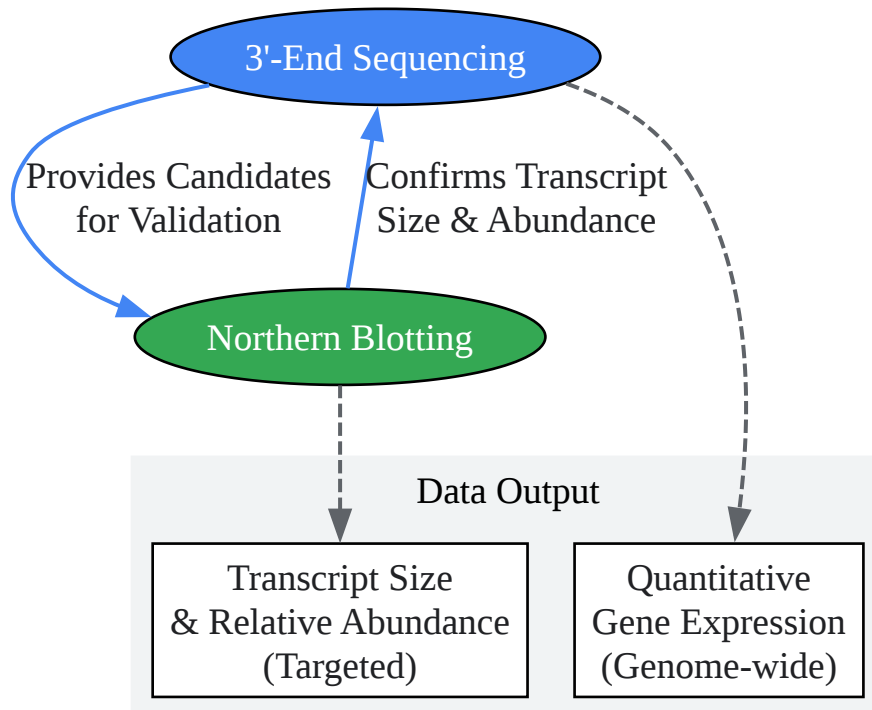 3'-End Sequencing
Provides Candidates
for Validation
Confirms Transcript
Size & Abundance
Northern Blotting
Data Output
Transcript Size
& Relative Abundance
(Targeted)
Quantitative
Gene Expression
(Genome-wide)